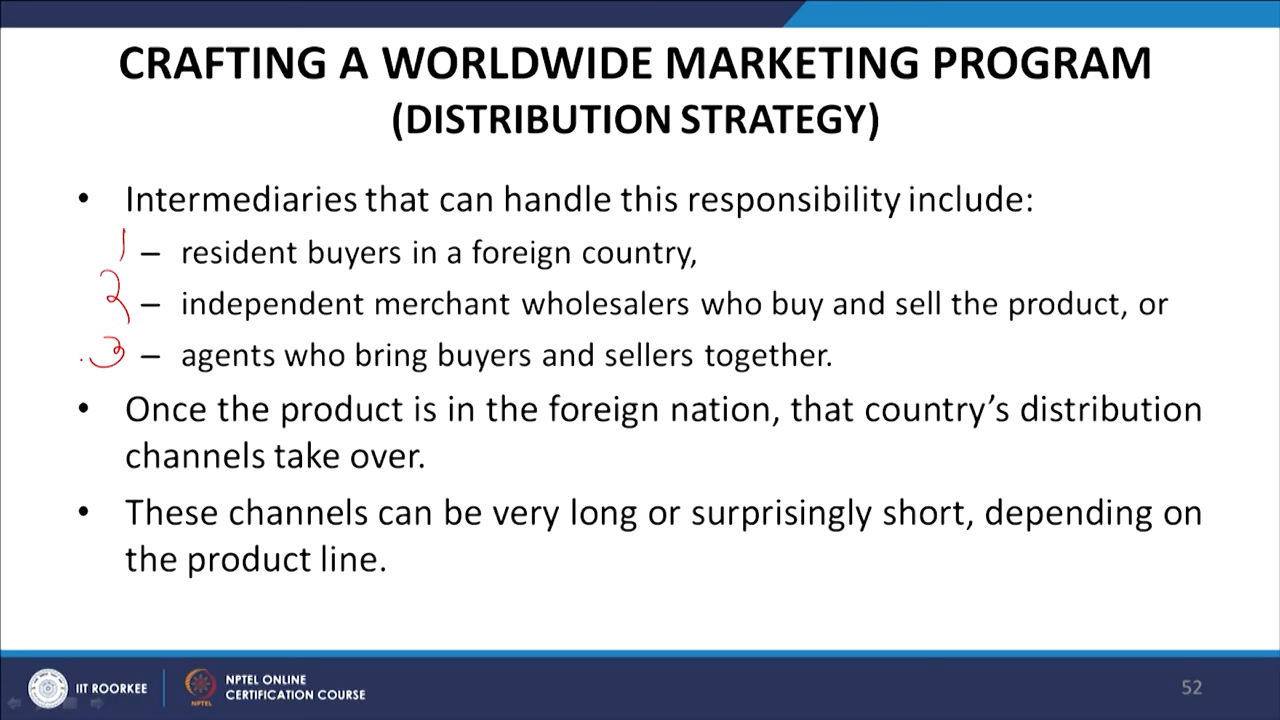 CRAFTING A WORLDWIDE MARKETING PROGRAM
(DISTRIBUTION STRATEGY)
• Intermediaries that can handle this responsibility include:
1 – resident buyers in a foreign country,
2 – independent merchant wholesalers who buy and sell the product, or
3 – agents who bring buyers and sellers together.
• Once the product is in the foreign nation, that country’s distribution
channels take over.
• These channels can be very long or surprisingly short, depending on
the product line.
IIT ROORKEE
NPTEL
NPTEL ONLINE
CERTIFICATION COURSE
52